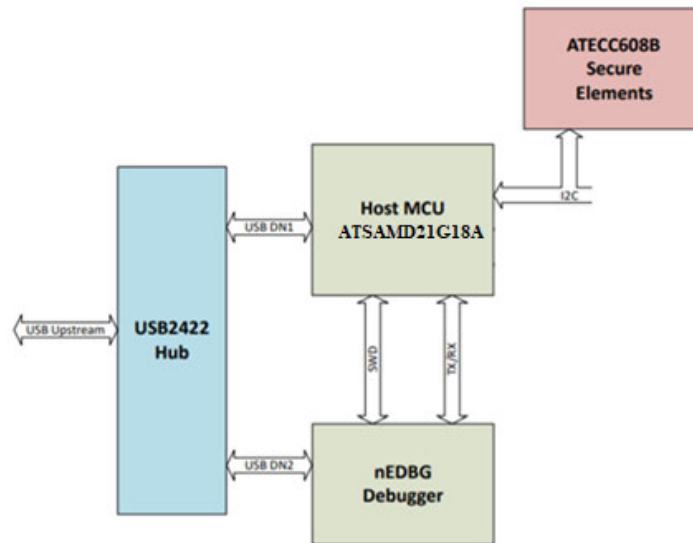 ATECC608B
Secure
Elements
Host MCU
ATSAMD21G18A
I2C
USB DN1
USB Upstream
USB2422
Hub
SWD
TX/RX
USB DN2
nEDBG
Debugger